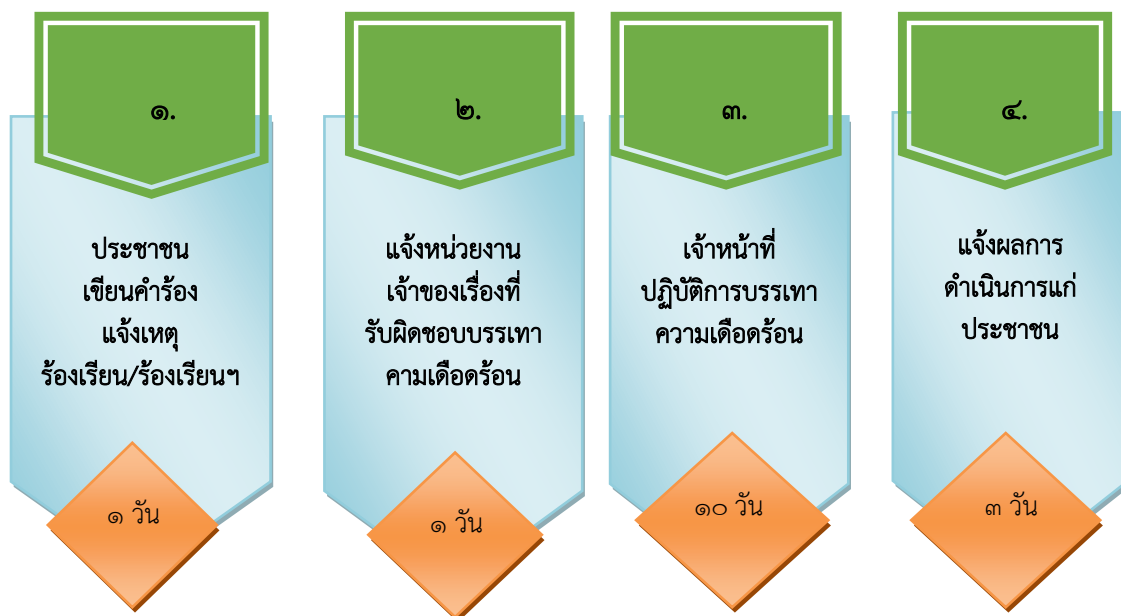 ๑.
ประชาชน
เขียนคำร้อง
แจ้งเหตุ
ร้องเรียน/ร้องเรียนฯ
๑ วัน
๒.
แจ้งหน่วยงาน
เจ้าของเรื่องที่
รับผิดชอบบรรเทา
คามเดือดร้อน
๑ วัน
๓.
เจ้าหน้าที่
ปฏิบัติการบรรเทา
ความเดือดร้อน
๑๐ วัน
๔.
แจ้งผลการ
ดำเนินการแก่
ประชาชน
๓ วัน